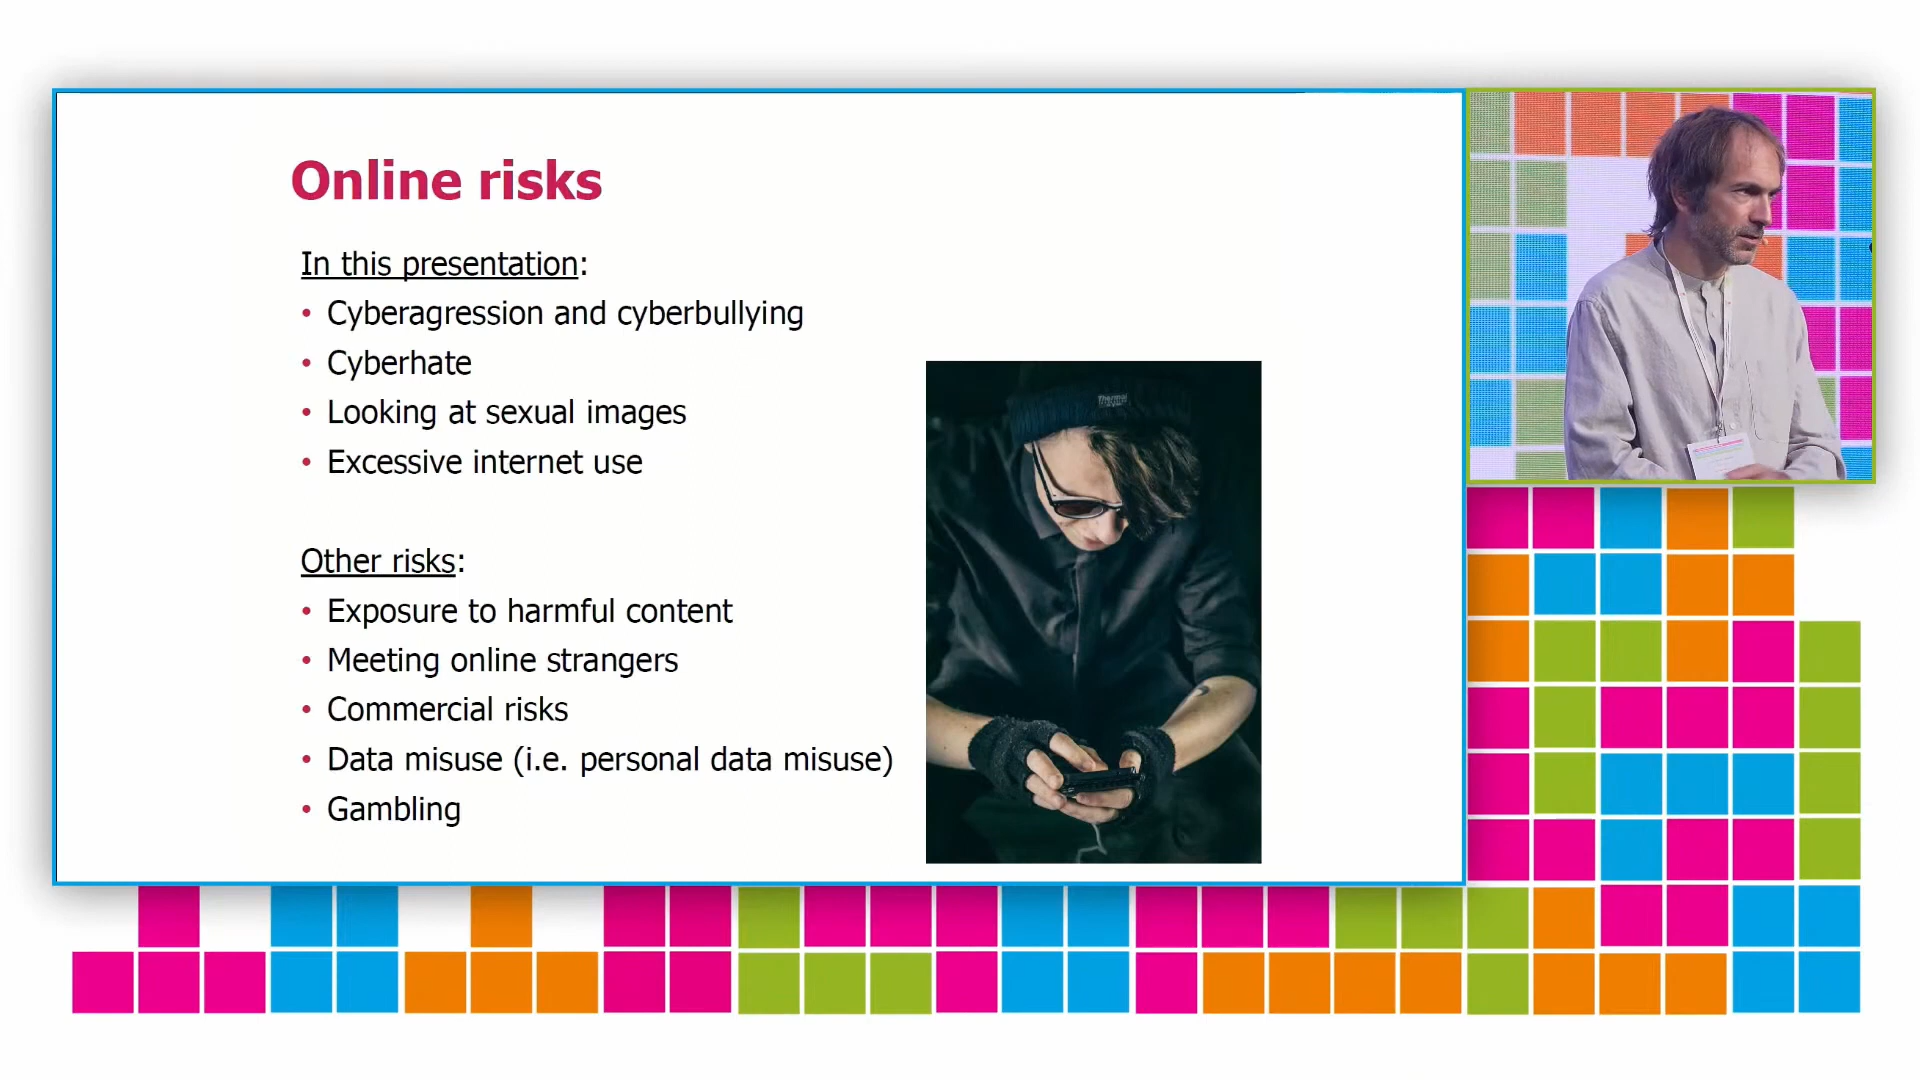 Online risks
In this presentation:
• Cyberagression and cyberbullying
• Cyberhate
• Looking at sexual images
• Excessive internet use
Other risks:
• Exposure to harmful content
• Meeting online strangers
• Commercial risks
• Data misuse (i.e. personal data misuse)
• Gambling
Thermal